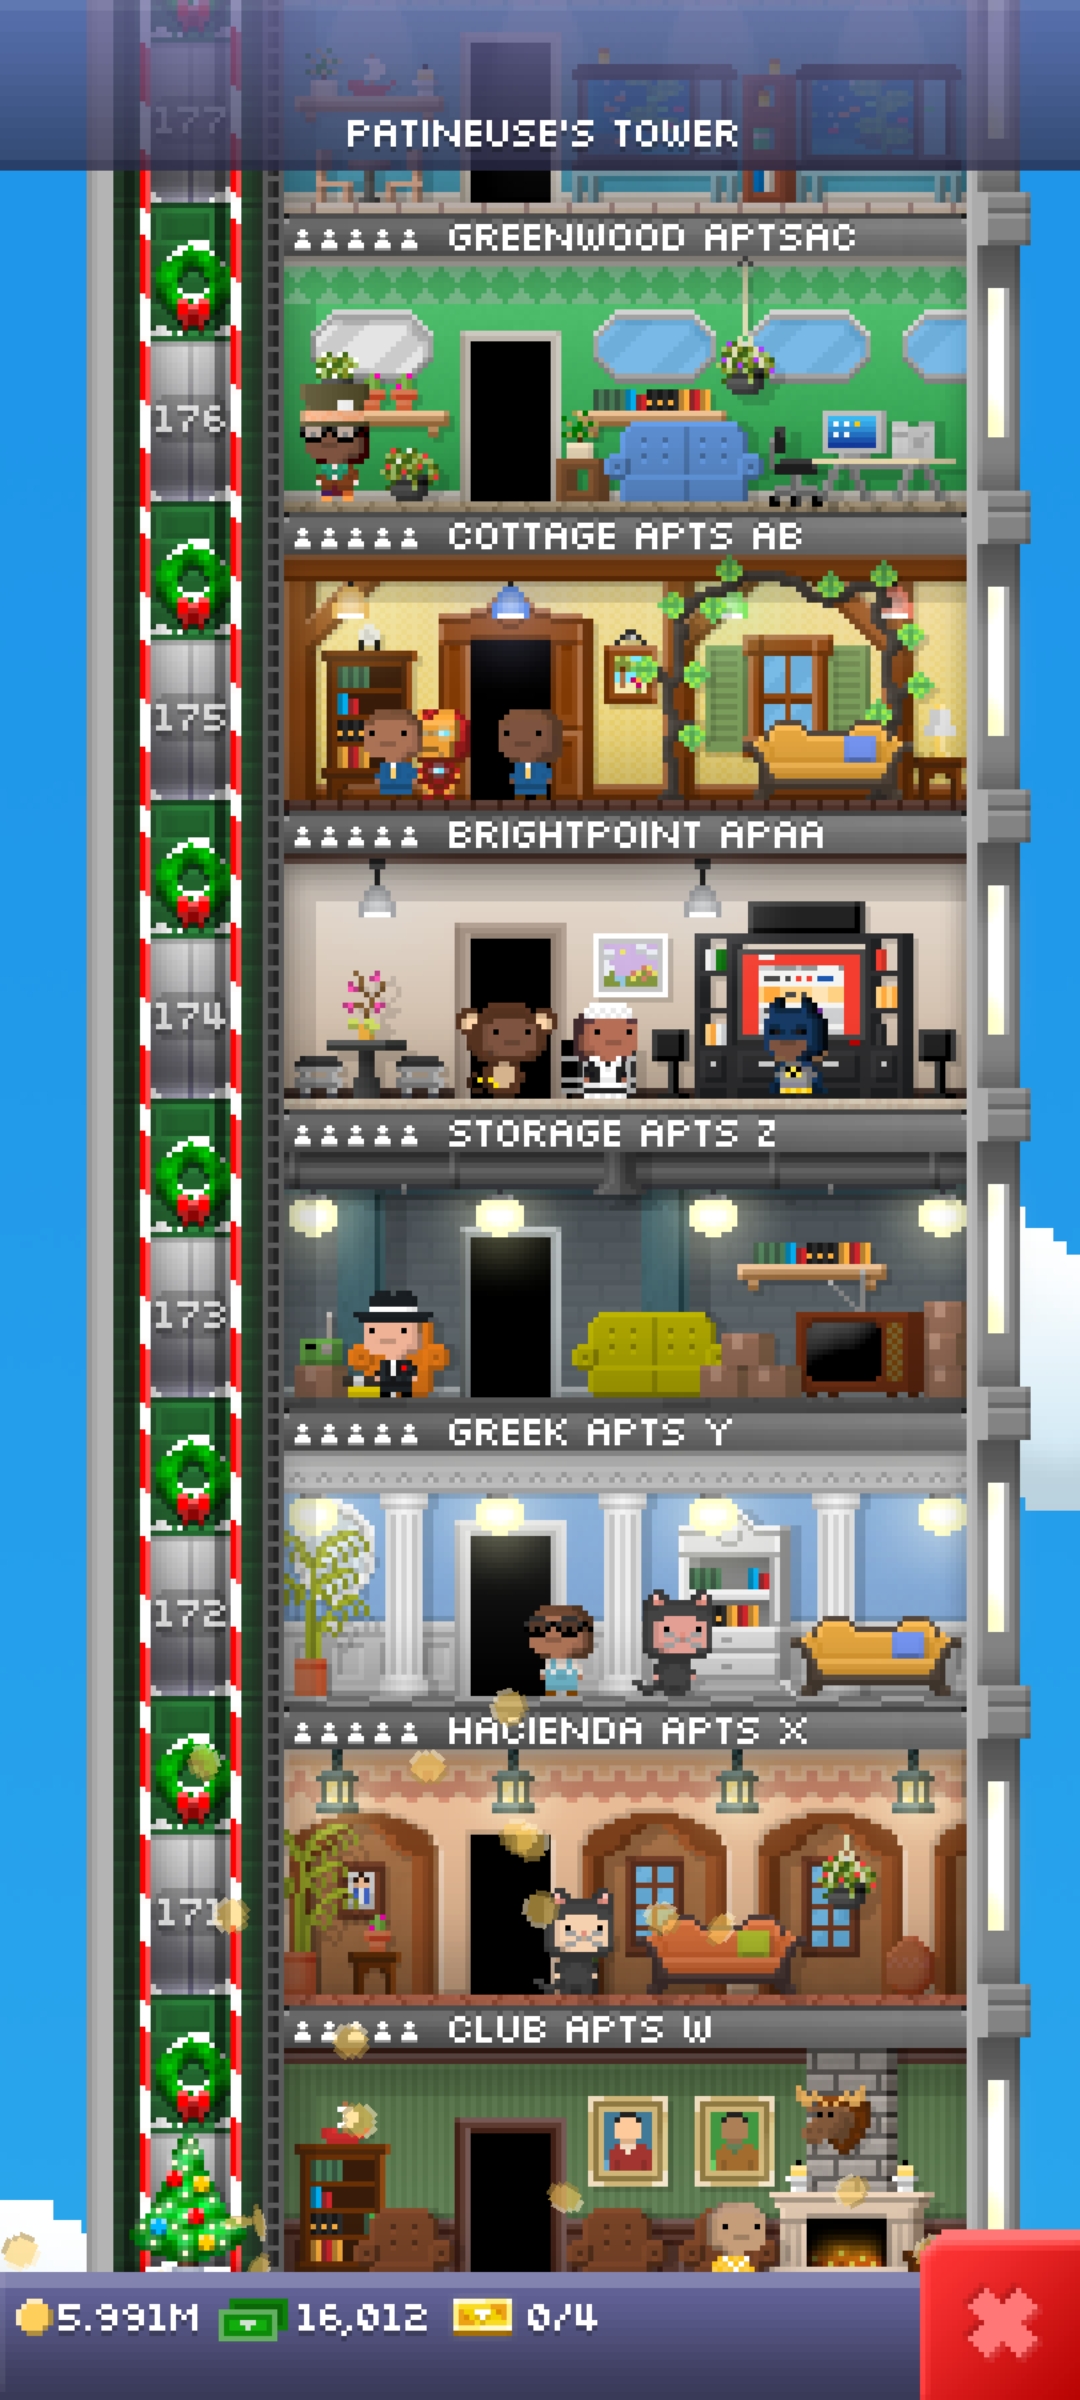 177
PATINEUSE'S TOWER
GREENWOOD APTSAC
176
COTTAGE APTS AB
175
BRIGHTPOINT APAA
174
STORAGE APTS Z
173
GREEK APTS Y
172
HACIENDA APTS X
171
CLUB APTS W
5.991M 16,012 0/4